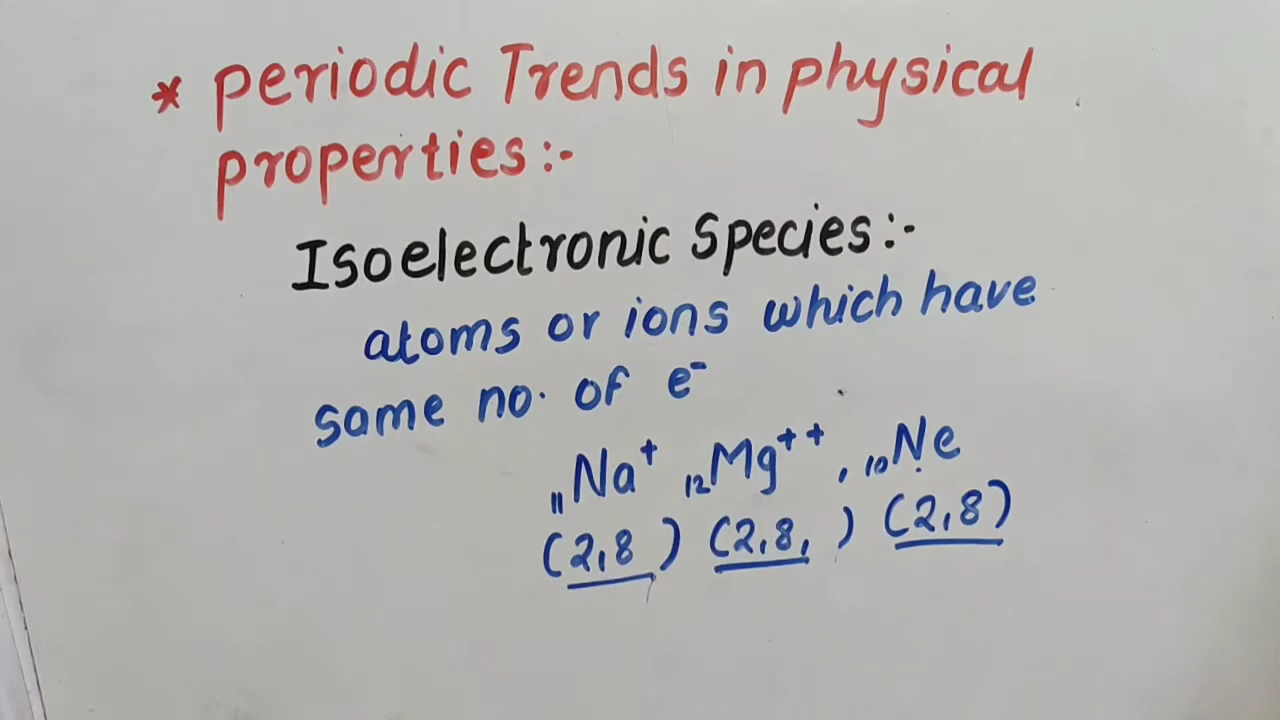 * periodic Trends in physical
properties:-
Isoelectronic Species:-
atoms or ions which have
same no. of e⁻
₁₁Na⁺ ₁₂Mg⁺⁺, ₁₀Ne
(2,8 ) (2,8, ) (2,8)